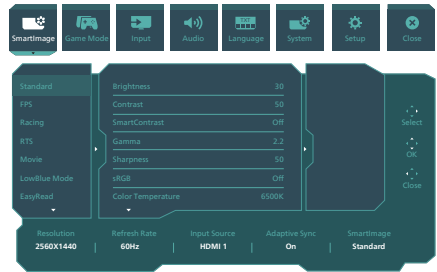 SmartImage Game Mode Input Audio Language System Setup Close
TXT
Standard Brightness 30
FPS Contrast 50
Racing SmartContrast Off
RTS Gamma 2.2
Movie Sharpness 50
LowBlue Mode sRGB Off
EasyRead Color Temperature 6500K
Select
OK
Close
Resolution Refresh Rate Input Source Adaptive Sync SmartImage
2560X1440 | 60Hz | HDMI 1 | On | Standard